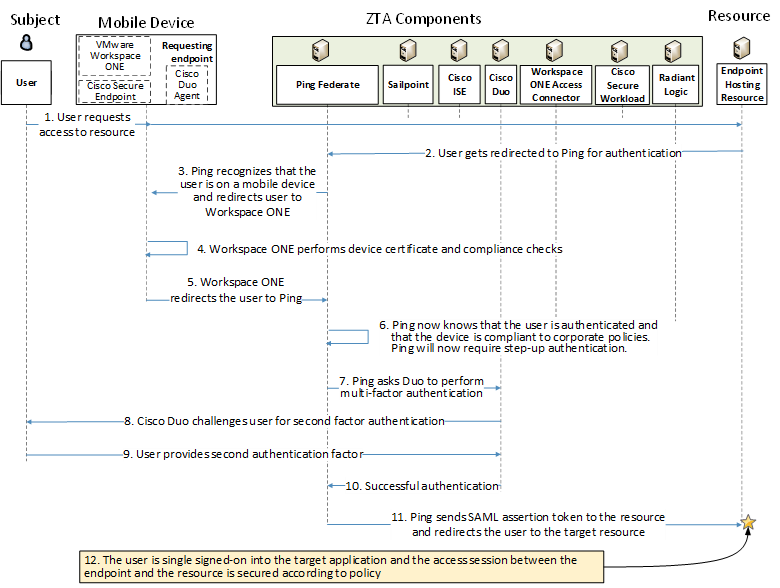 Subject
Mobile Device
ZTA Components
Resource
User
VMware
Workspace
ONE
Cisco Secure
Endpoint
Requesting
endpoint
Cisco
Duo
Agent
Ping Federate
Sailpoint
Cisco
ISE
Cisco
Duo
Workspace
ONE Access
Connector
Cisco
Secure
Workload
Radiant
Logic
Endpoint
Hosting
Resource
1. User requests
access to resource
2. User gets redirected to Ping for authentication
3. Ping recognizes that the
user is on a mobile device
and redirects user to
Workspace ONE
4. Workspace ONE performs device certificate and compliance checks
5. Workspace ONE
redirects the user to Ping
6. Ping now knows that the user is authenticated and
that the device is compliant to corporate policies.
Ping will now require step-up authentication.
7. Ping asks Duo to perform
multi-factor authentication
8. Cisco Duo challenges user for second factor authentication
9. User provides second authentication factor
10. Successful authentication
11. Ping sends SAML assertion token to the resource
and redirects the user to the target resource
12. The user is single signed-on into the target application and the access session between the
endpoint and the resource is secured according to policy